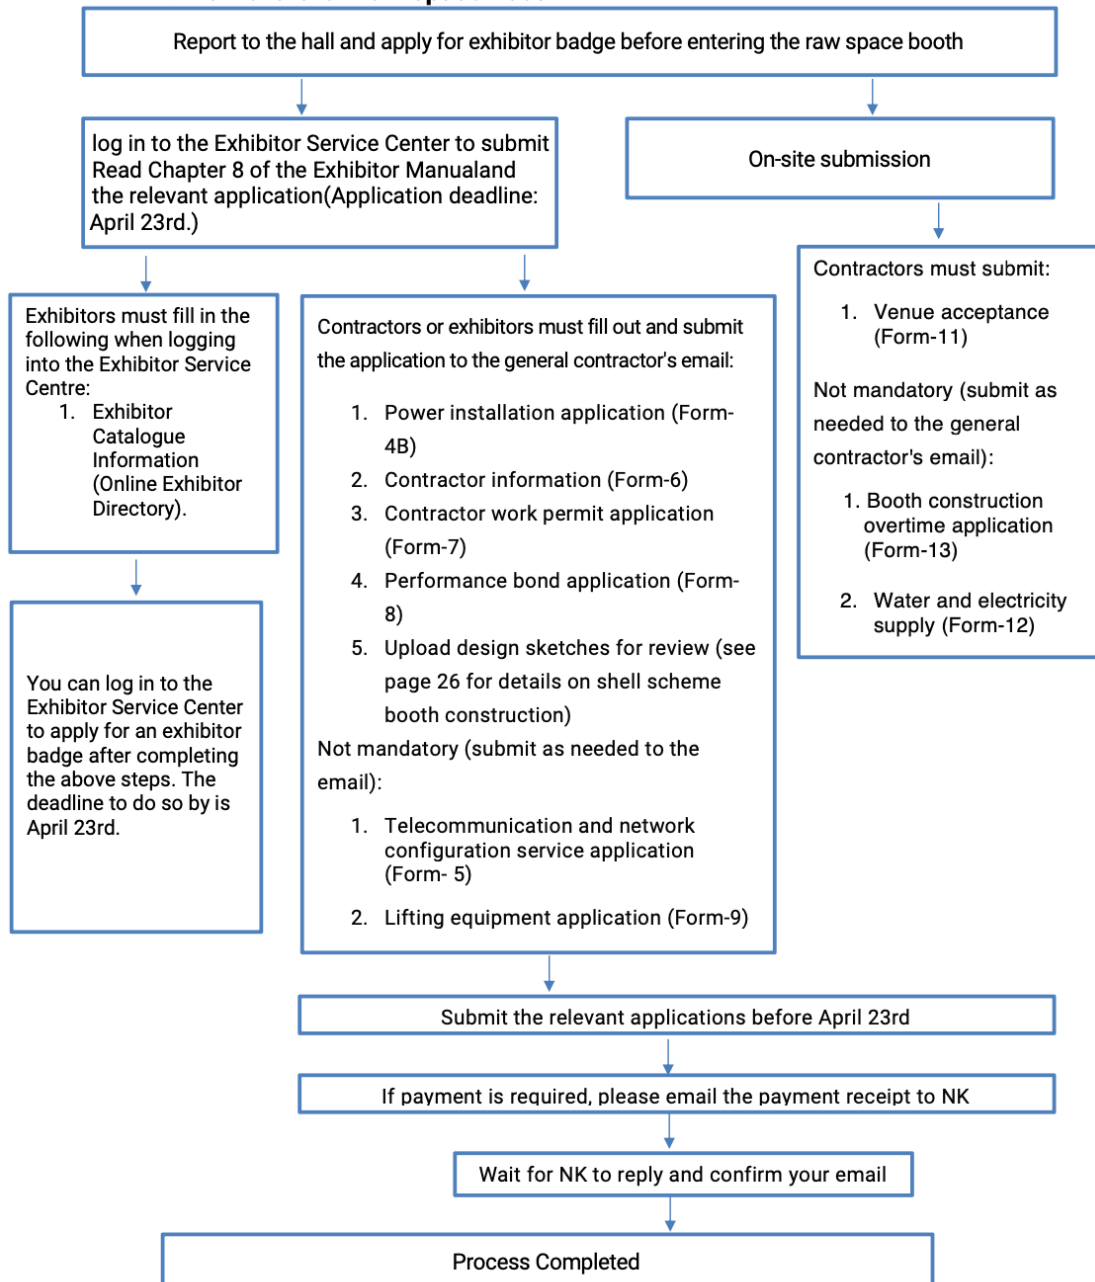 Report to the hall and apply for exhibitor badge before entering the raw space booth
log in to the Exhibitor Service Center to submit
Read Chapter 8 of the Exhibitor Manualand
the relevant application(Application deadline:
April 23rd.)
On-site submission
Exhibitors must fill in the
following when logging
into the Exhibitor Service
Centre:
1. Exhibitor
Catalogue
Information
(Online Exhibitor
Directory).
Contractors or exhibitors must fill out and submit
the application to the general contractor's email:
1. Power installation application (Form-
4B)
2. Contractor information (Form-6)
3. Contractor work permit application
(Form-7)
4. Performance bond application (Form-
8)
5. Upload design sketches for review (see
page 26 for details on shell scheme
booth construction)
Not mandatory (submit as needed to the
email):
1. Telecommunication and network
configuration service application
(Form- 5)
2. Lifting equipment application (Form-9)
Contractors must submit:
1. Venue acceptance
(Form-11)
Not mandatory (submit as
needed to the general
contractor's email):
1. Booth construction
overtime application
(Form-13)
2. Water and electricity
supply (Form-12)
You can log in to the
Exhibitor Service Center
to apply for an exhibitor
badge after completing
the above steps. The
deadline to do so by is
April 23rd.
Submit the relevant applications before April 23rd
If payment is required, please email the payment receipt to NK
Wait for NK to reply and confirm your email
Process Completed